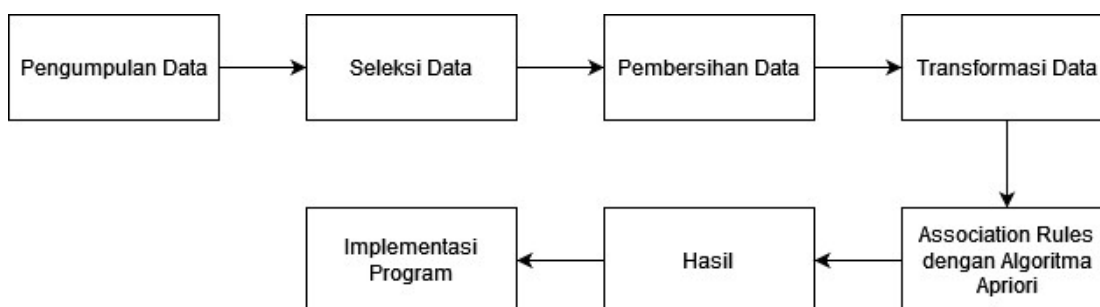 Pengumpulan Data
Seleksi Data
Pembersihan Data
Transformasi Data
Association Rules
dengan Algoritma
Apriori
Hasil
Implementasi
Program